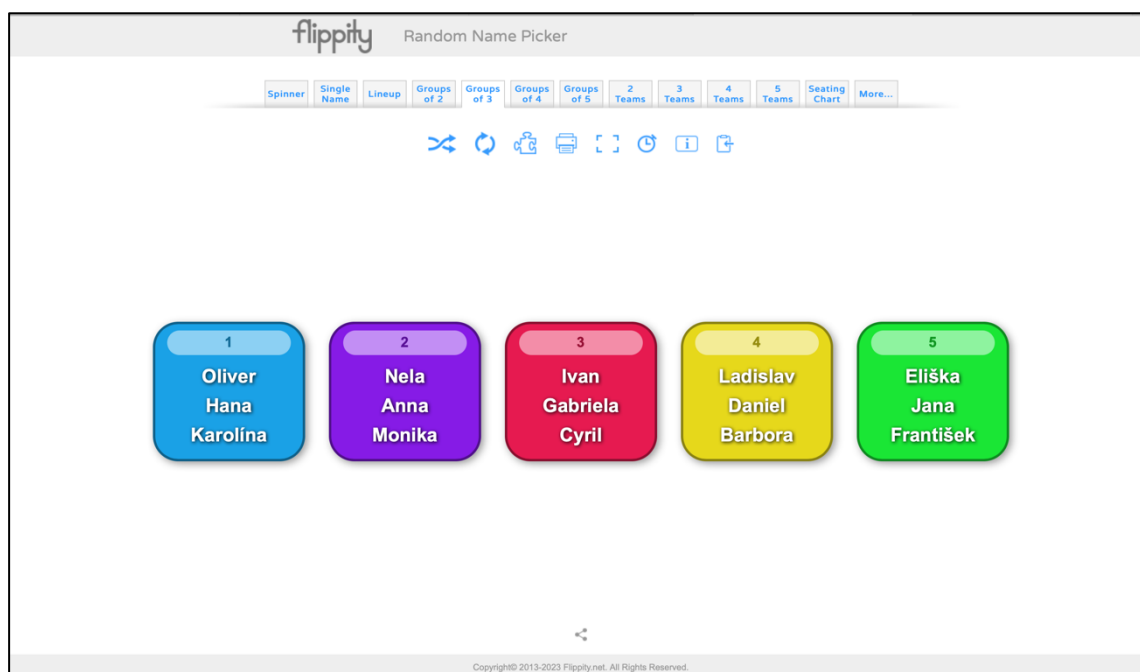 flippity Random Name Picker
Spinner
Single
Name
Lineup
Groups
of 2
Groups
of 3
Groups
of 4
Groups
of 5
2
Teams
3
Teams
4
Teams
5
Teams
Seating
Chart
More...
1
Oliver
Hana
Karolína
2
Nela
Anna
Monika
3
Ivan
Gabriela
Cyril
4
Ladislav
Daniel
Barbora
5
Eliška
Jana
František
Copyright© 2013-2023 Flippity.net. All Rights Reserved.